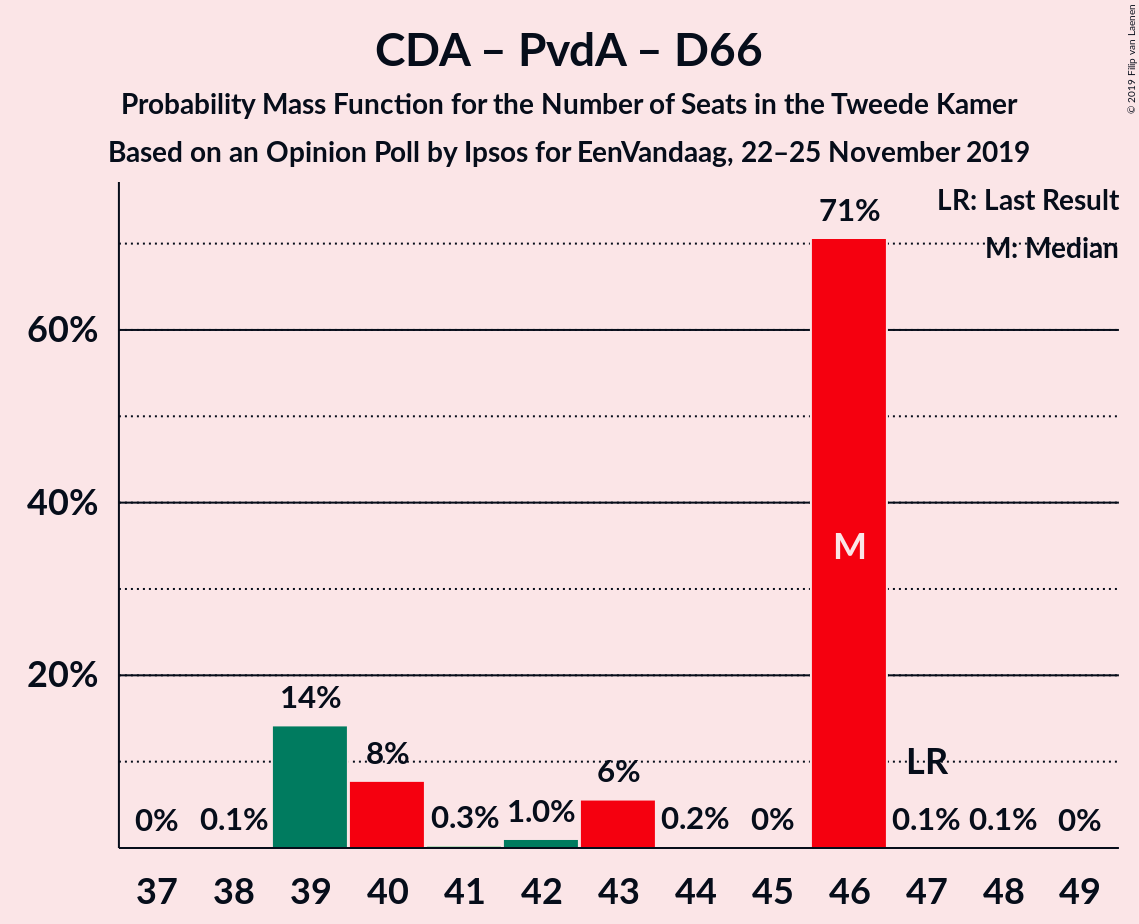 CDA – PvdA – D66
Probability Mass Function for the Number of Seats in the Tweede Kamer
Based on an Opinion Poll by Ipsos for EenVandaag, 22–25 November 2019
© 2019 Filip van Laenen
LR: Last Result
M: Median
60%
40%
20%
0%
0.1%
14%
8%
0.3%
1.0%
6%
0.2%
0%
71%
M
LR
0.1%
0.1%
0%
37 38 39 40 41 42 43 44 45 46 47 48 49